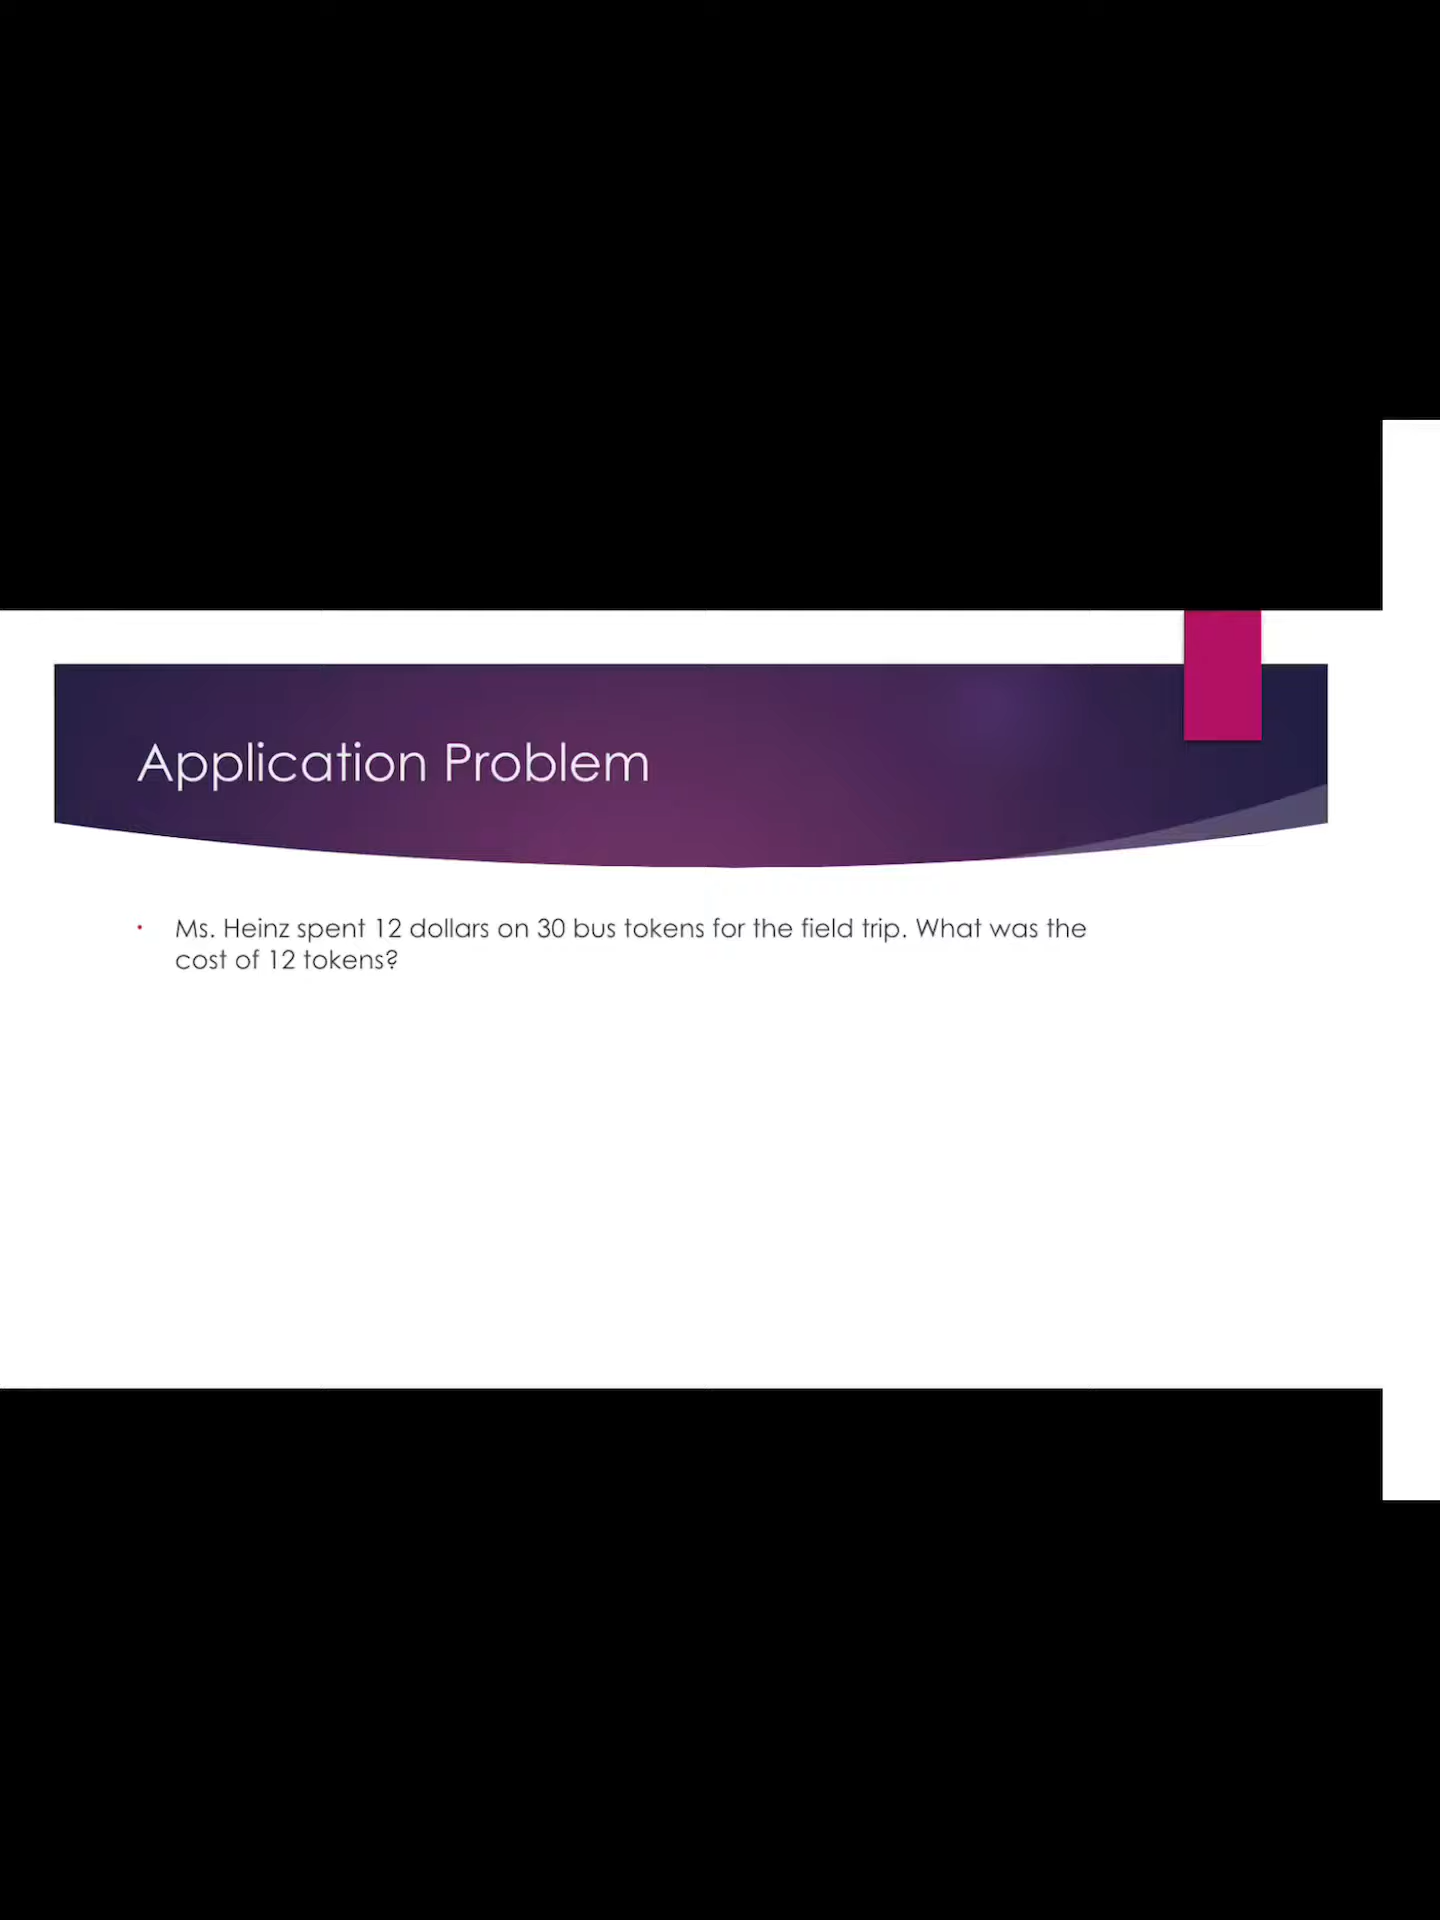 Application Problem
• Ms. Heinz spent 12 dollars on 30 bus tokens for the field trip. What was the
cost of 12 tokens?